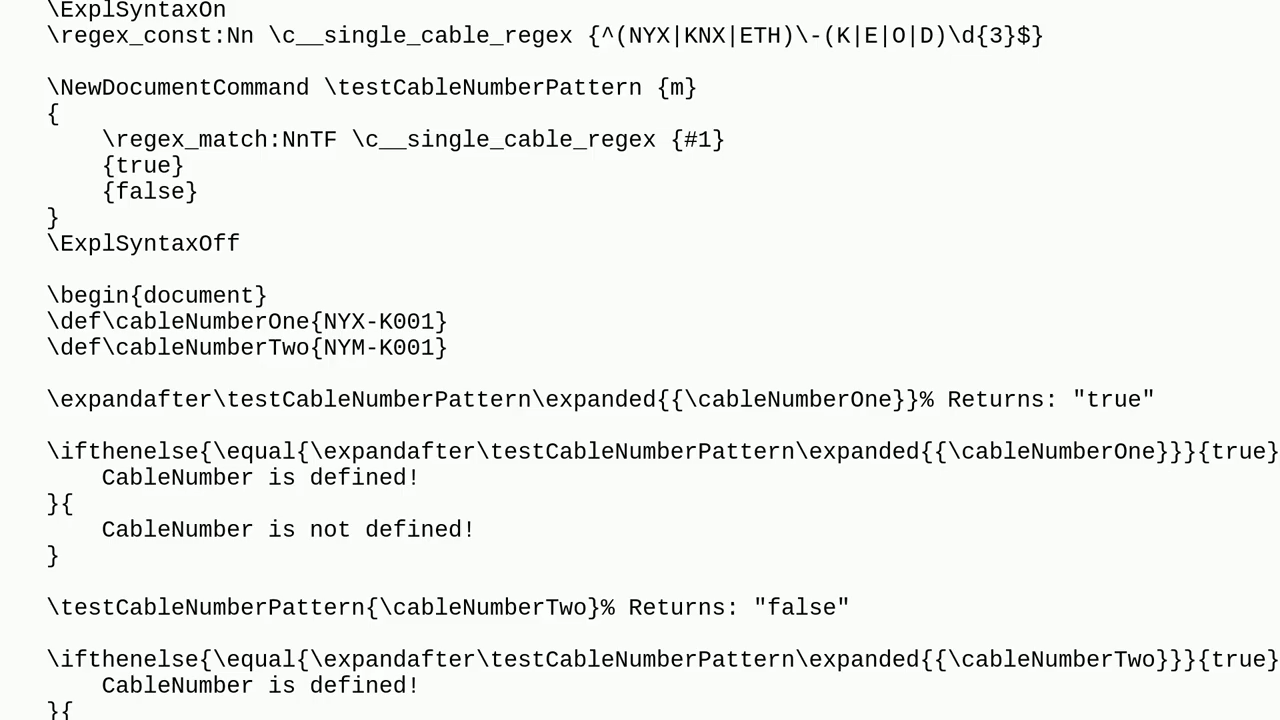 \ExplSyntaxOn
\regex_const:Nn \c__single_cable_regex {^(NYX|KNX|ETH)\-(K|E|O|D)\d{3}$}
\NewDocumentCommand \testCableNumberPattern {m}
{
    \regex_match:NnTF \c__single_cable_regex {#1}
    {true}
    {false}
}
\ExplSyntaxOff
\begin{document}
\def\cableNumberOne{NYX-K001}
\def\cableNumberTwo{NYM-K001}
\expandafter\testCableNumberPattern\expanded{{\cableNumberOne}}% Returns: "true"
\ifthenelse{\equal{\expandafter\testCableNumberPattern\expanded{{\cableNumberOne}}}{true}
    CableNumber is defined!
}{
    CableNumber is not defined!
}
\testCableNumberPattern{\cableNumberTwo}% Returns: "false"
\ifthenelse{\equal{\expandafter\testCableNumberPattern\expanded{{\cableNumberTwo}}}{true}
    CableNumber is defined!
}{